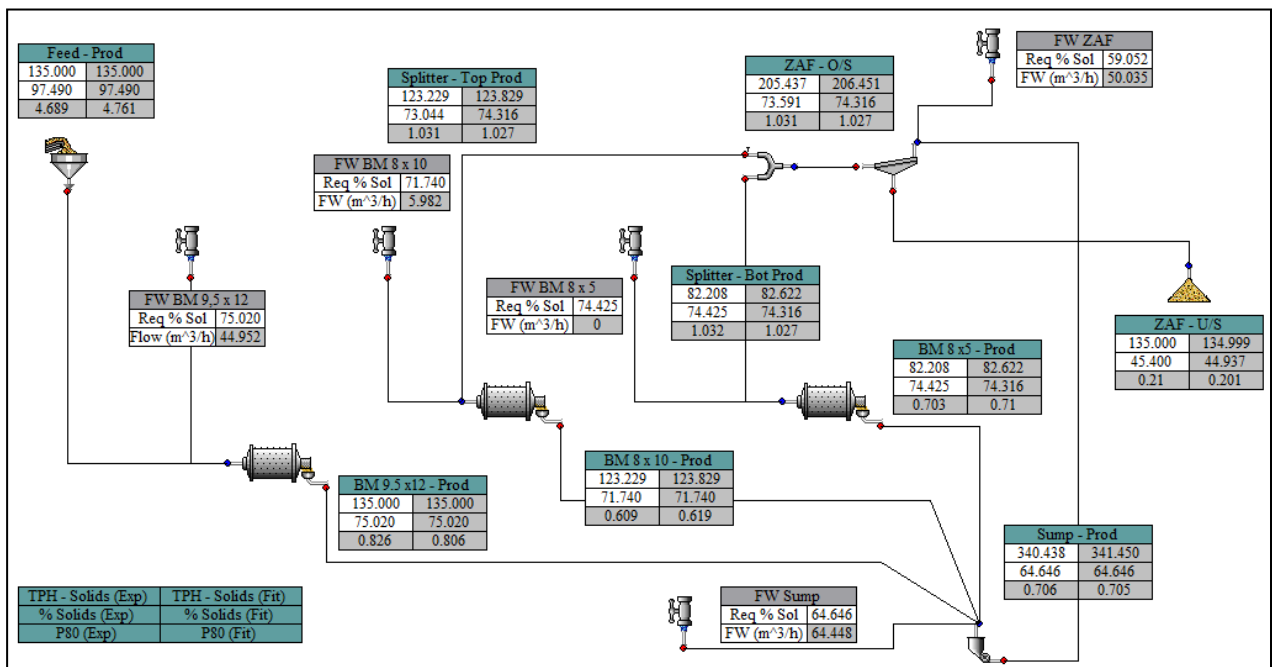 Feed - Prod
135.000 135.000
97.490 97.490
4.689 4.761
Splitter - Top Prod
123.229 123.829
73.044 74.316
1.031 1.027
ZAF - O/S
205.437 206.451
73.591 74.316
1.031 1.027
FW ZAF
Req % Sol 59.052
FW (m^3/h) 50.035
FW BM 8 x 10
Req % Sol 71.740
FW (m^3/h) 5.982
FW BM 9,5 x 12
Req % Sol 75.020
Flow (m^3/h) 44.952
FW BM 8 x 5
Req % Sol 74.425
FW (m^3/h) 0
Splitter - Bot Prod
82.208 82.622
74.425 74.316
1.032 1.027
ZAF - U/S
135.000 134.999
45.400 44.937
0.21 0.201
BM 8 x5 - Prod
82.208 82.622
74.425 74.316
0.703 0.71
BM 9.5 x12 - Prod
135.000 135.000
75.020 75.020
0.826 0.806
BM 8 x 10 - Prod
123.229 123.829
71.740 71.740
0.609 0.619
Sump - Prod
340.438 341.450
64.646 64.646
0.706 0.705
TPH - Solids (Exp) TPH - Solids (Fit)
% Solids (Exp) % Solids (Fit)
P80 (Exp) P80 (Fit)
FW Sump
Req % Sol 64.646
FW (m^3/h) 64.448